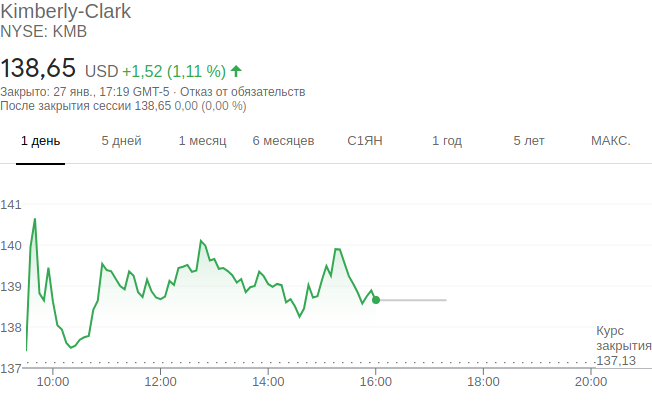 Kimberly-Clark
NYSE: KMB
138,65 USD +1,52 (1,11 %)
Закрыто: 27 янв., 17:19 GMT-5 · Отказ от обязательств
После закрытия сессии 138,65 0,00 (0,00 %)
1 день 5 дней 1 месяц 6 месяцев С1ЯН 1 год 5 лет МАКС.
141
140
139
138
Курс
закрытия
137,13
137
10:00 12:00 14:00 16:00 18:00 20:00